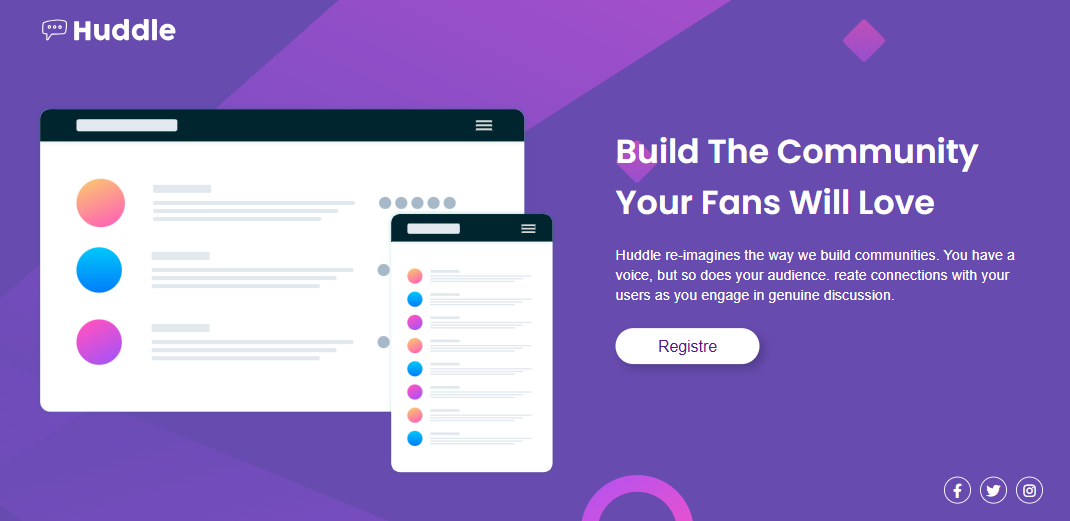 Huddle
Build The Community
Your Fans Will Love
Huddle re-imagines the way we build communities. You have a
voice, but so does your audience. reate connections with your
users as you engage in genuine discussion.
Registre